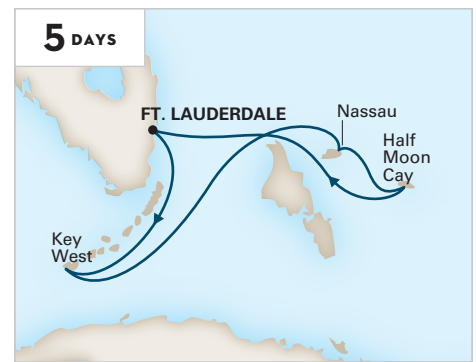 5 DAYS
FT. LAUDERDALE
Nassau
Half
Moon
Cay
Key
West